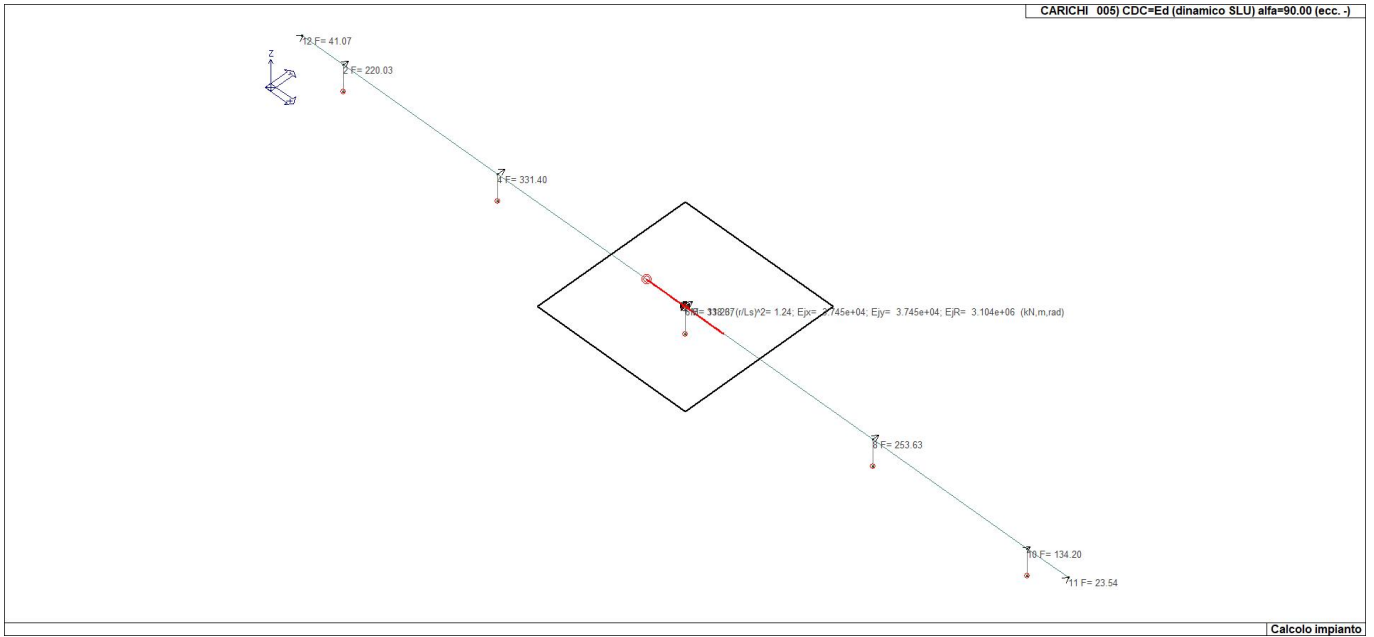 CARICHI 005) CDC=Ed (dinamico SLU) alfa=90.00 (ecc. -)
12 F= 41.07
Z
2 F= 220.03
4 F= 331.40
(r/Ls)^2= 1.24; Ejx= 3.745e+04; Ejy= 3.745e+04; EjR= 3.104e+06 (kN,m,rad)
8 F= 253.63
10 F= 134.20
11 F= 23.54
Calcolo impianto